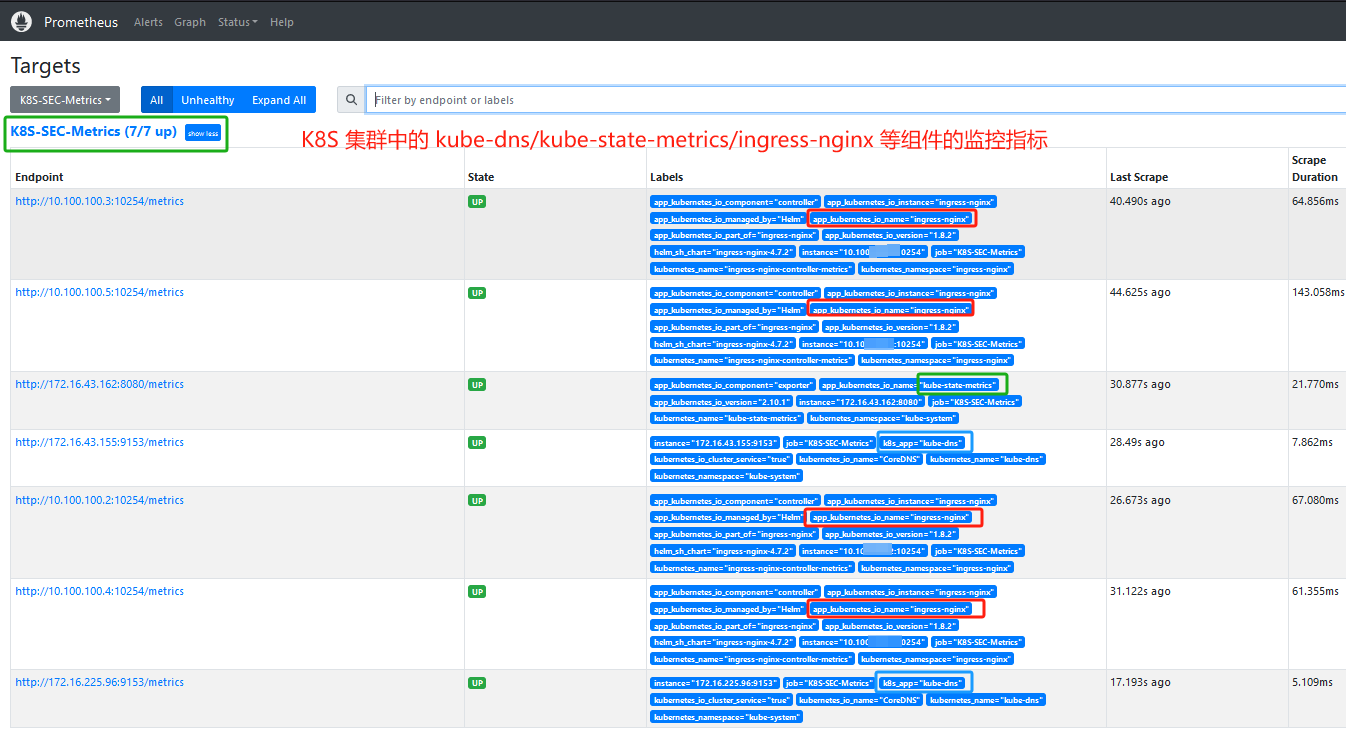 Prometheus Alerts Graph Status Help
Targets
K8S-SEC-Metrics All Unhealthy Expand All Filter by endpoint or labels
K8S-SEC-Metrics (7/7 up) show less
K8S 集群中的 kube-dns/kube-state-metrics/ingress-nginx 等组件的监控指标
Endpoint State Labels Last Scrape Scrape Duration
http://10.100.100.3:10254/metrics UP app_kubernetes_io_component="controller" app_kubernetes_io_instance="ingress-nginx" 40.490s ago 64.856ms
app_kubernetes_io_managed_by="Helm" app_kubernetes_io_name="ingress-nginx"
app_kubernetes_io_part_of="ingress-nginx" app_kubernetes_io_version="1.8.2"
helm_sh_chart="ingress-nginx-4.7.2" instance="10.100 0254" job="K8S-SEC-Metrics"
kubernetes_name="ingress-nginx-controller-metrics" kubernetes_namespace="ingress-nginx"
http://10.100.100.5:10254/metrics UP app_kubernetes_io_component="controller" app_kubernetes_io_instance="ingress-nginx" 44.625s ago 143.058ms
app_kubernetes_io_managed_by="Helm" app_kubernetes_io_name="ingress-nginx"
app_kubernetes_io_part_of="ingress-nginx" app_kubernetes_io_version="1.8.2"
helm_sh_chart="ingress-nginx-4.7.2" instance="10.10 :10254" job="K8S-SEC-Metrics"
kubernetes_name="ingress-nginx-controller-metrics" kubernetes_namespace="ingress-nginx"
http://172.16.43.162:8080/metrics UP app_kubernetes_io_component="exporter" app_kubernetes_io_name="kube-state-metrics" 30.877s ago 21.770ms
app_kubernetes_io_version="2.10.1" instance="172.16.43.162:8080" job="K8S-SEC-Metrics"
kubernetes_name="kube-state-metrics" kubernetes_namespace="kube-system"
http://172.16.43.155:9153/metrics UP instance="172.16.43.155:9153" job="K8S-SEC-Metrics" k8s_app="kube-dns" 28.49s ago 7.862ms
kubernetes_io_cluster_service="true" kubernetes_io_name="CoreDNS" kubernetes_name="kube-dns"
kubernetes_namespace="kube-system"
http://10.100.100.2:10254/metrics UP app_kubernetes_io_component="controller" app_kubernetes_io_instance="ingress-nginx" 26.673s ago 67.080ms
app_kubernetes_io_managed_by="Helm" app_kubernetes_io_name="ingress-nginx"
app_kubernetes_io_part_of="ingress-nginx" app_kubernetes_io_version="1.8.2"
helm_sh_chart="ingress-nginx-4.7.2" instance="10.10 :10254" job="K8S-SEC-Metrics"
kubernetes_name="ingress-nginx-controller-metrics" kubernetes_namespace="ingress-nginx"
http://10.100.100.4:10254/metrics UP app_kubernetes_io_component="controller" app_kubernetes_io_instance="ingress-nginx" 31.122s ago 61.355ms
app_kubernetes_io_managed_by="Helm" app_kubernetes_io_name="ingress-nginx"
app_kubernetes_io_part_of="ingress-nginx" app_kubernetes_io_version="1.8.2"
helm_sh_chart="ingress-nginx-4.7.2" instance="10.100 0254" job="K8S-SEC-Metrics"
kubernetes_name="ingress-nginx-controller-metrics" kubernetes_namespace="ingress-nginx"
http://172.16.225.96:9153/metrics UP instance="172.16.225.96:9153" job="K8S-SEC-Metrics" k8s_app="kube-dns" 17.193s ago 5.109ms
kubernetes_io_cluster_service="true" kubernetes_io_name="CoreDNS" kubernetes_name="kube-dns"
kubernetes_namespace="kube-system"